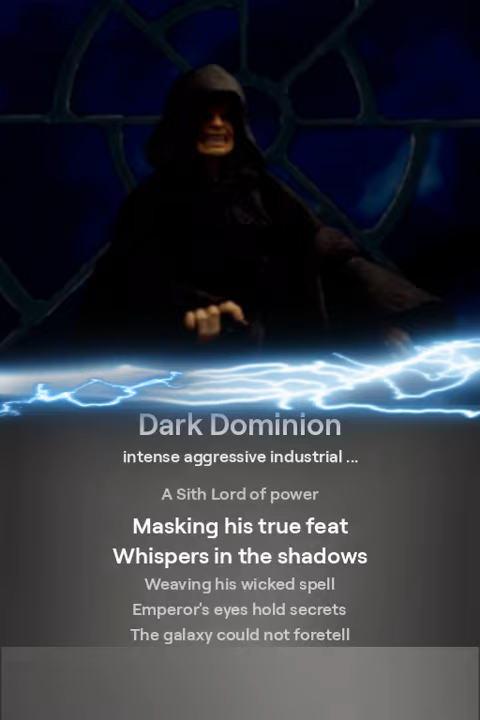 Dark Dominion
intense aggressive industrial ...
A Sith Lord of power
Masking his true feat
Whispers in the shadows
Weaving his wicked spell
Emperor's eyes hold secrets
The galaxy could not foretell